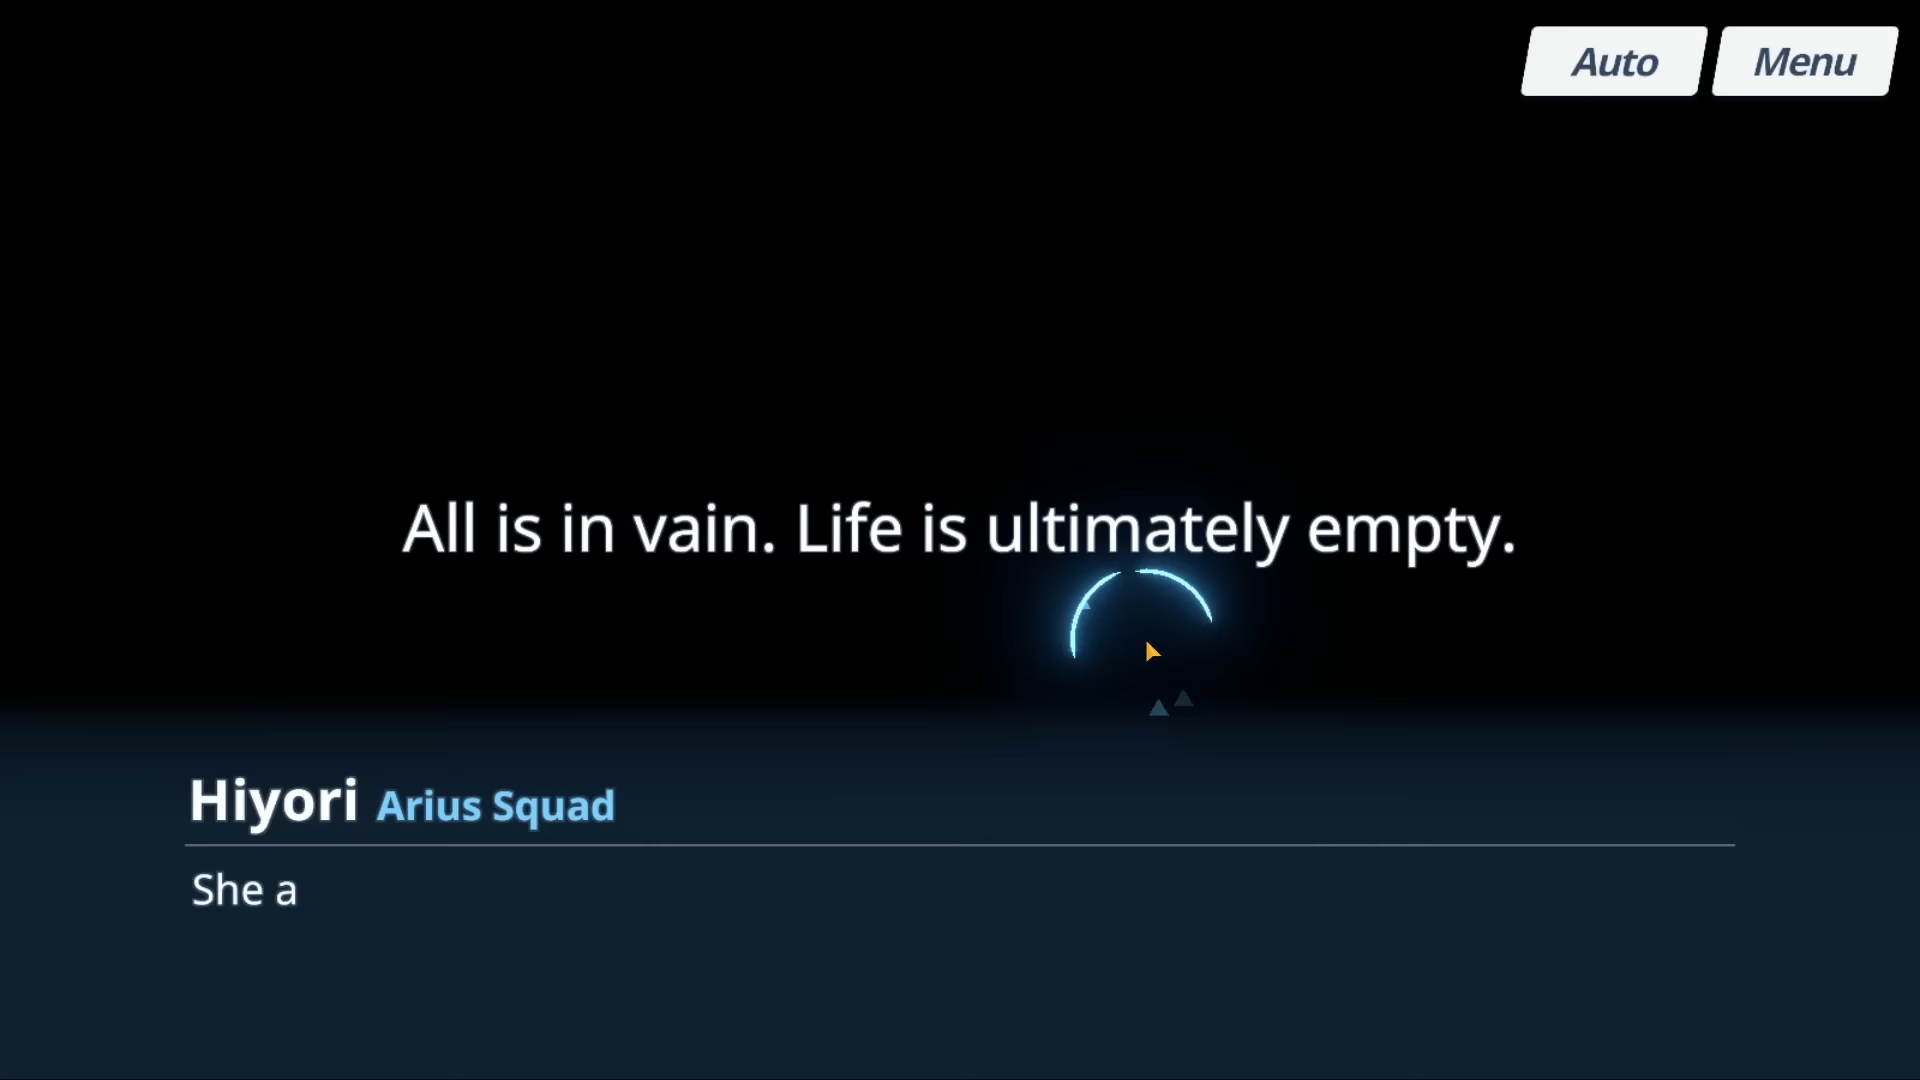 Auto Menu
All is in vain. Life is ultimately empty.
Hiyori Arius Squad
She a